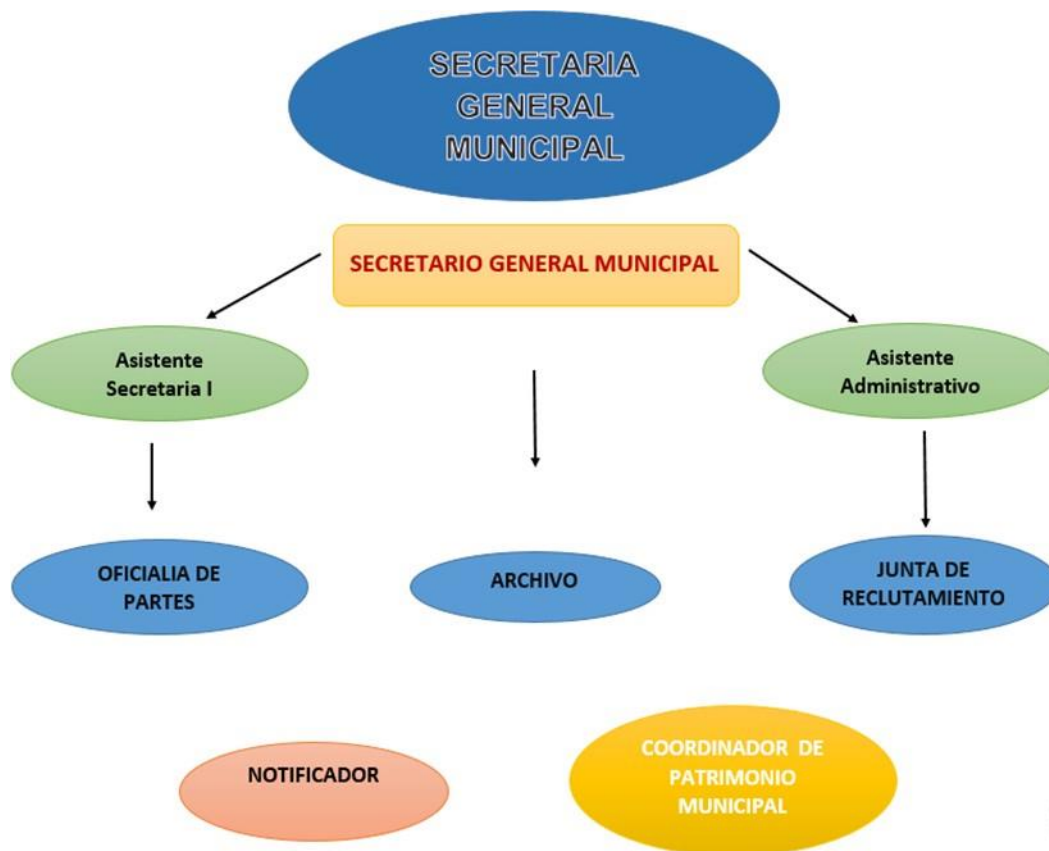 SECRETARIA
GENERAL
MUNICIPAL
SECRETARIO GENERAL MUNICIPAL
Asistente
Secretaria I
Asistente
Administrativo
OFICIALIA DE
PARTES
ARCHIVO
JUNTA DE
RECLUTAMIENTO
NOTIFICADOR
COORDINADOR DE
PATRIMONIO
MUNICIPAL